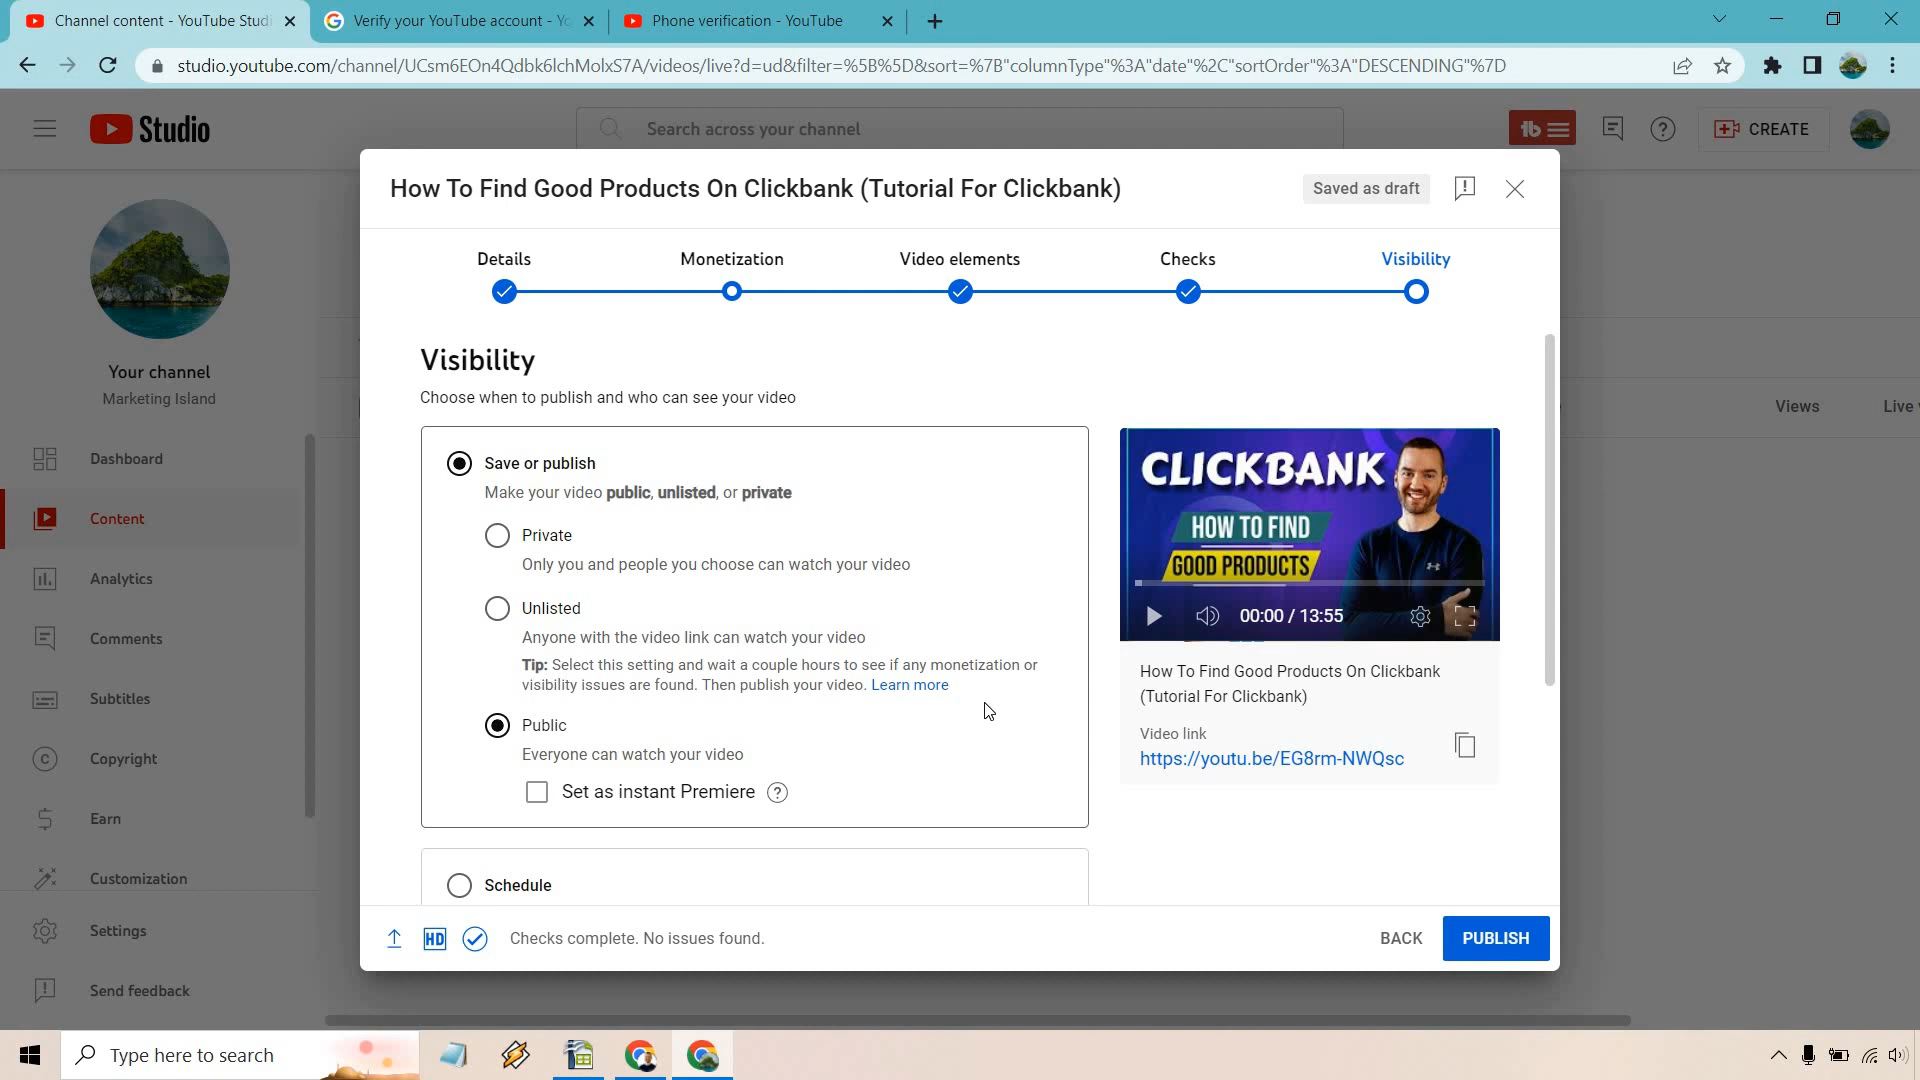 Channel content - YouTube Studi
Verify your YouTube account - Yo
Phone verification - YouTube
studio.youtube.com/channel/UCsm6EOn4Qdbk6lchMolxS7A/videos/live?d=ud&filter=%5B%5D&sort=%7B"columnType"%3A"date"%2C"sortOrder"%3A"DESCENDING"%7D
Studio
Search across your channel
tb
CREATE
How To Find Good Products On Clickbank (Tutorial For Clickbank)
Saved as draft
Details
Monetization
Video elements
Checks
Visibility
Your channel
Marketing Island
Dashboard
Content
Analytics
Comments
Subtitles
Copyright
Earn
Customization
Settings
Send feedback
Views
Live
Visibility
Choose when to publish and who can see your video
Save or publish
Make your video public, unlisted, or private
Private
Only you and people you choose can watch your video
Unlisted
Anyone with the video link can watch your video
Tip: Select this setting and wait a couple hours to see if any monetization or
visibility issues are found. Then publish your video. Learn more
Public
Everyone can watch your video
Set as instant Premiere
Schedule
CLICKBANK
HOW TO FIND
GOOD PRODUCTS
00:00 / 13:55
How To Find Good Products On Clickbank
(Tutorial For Clickbank)
Video link
https://youtu.be/EG8rm-NWQsc
HD
Checks complete. No issues found.
BACK
PUBLISH
Type here to search